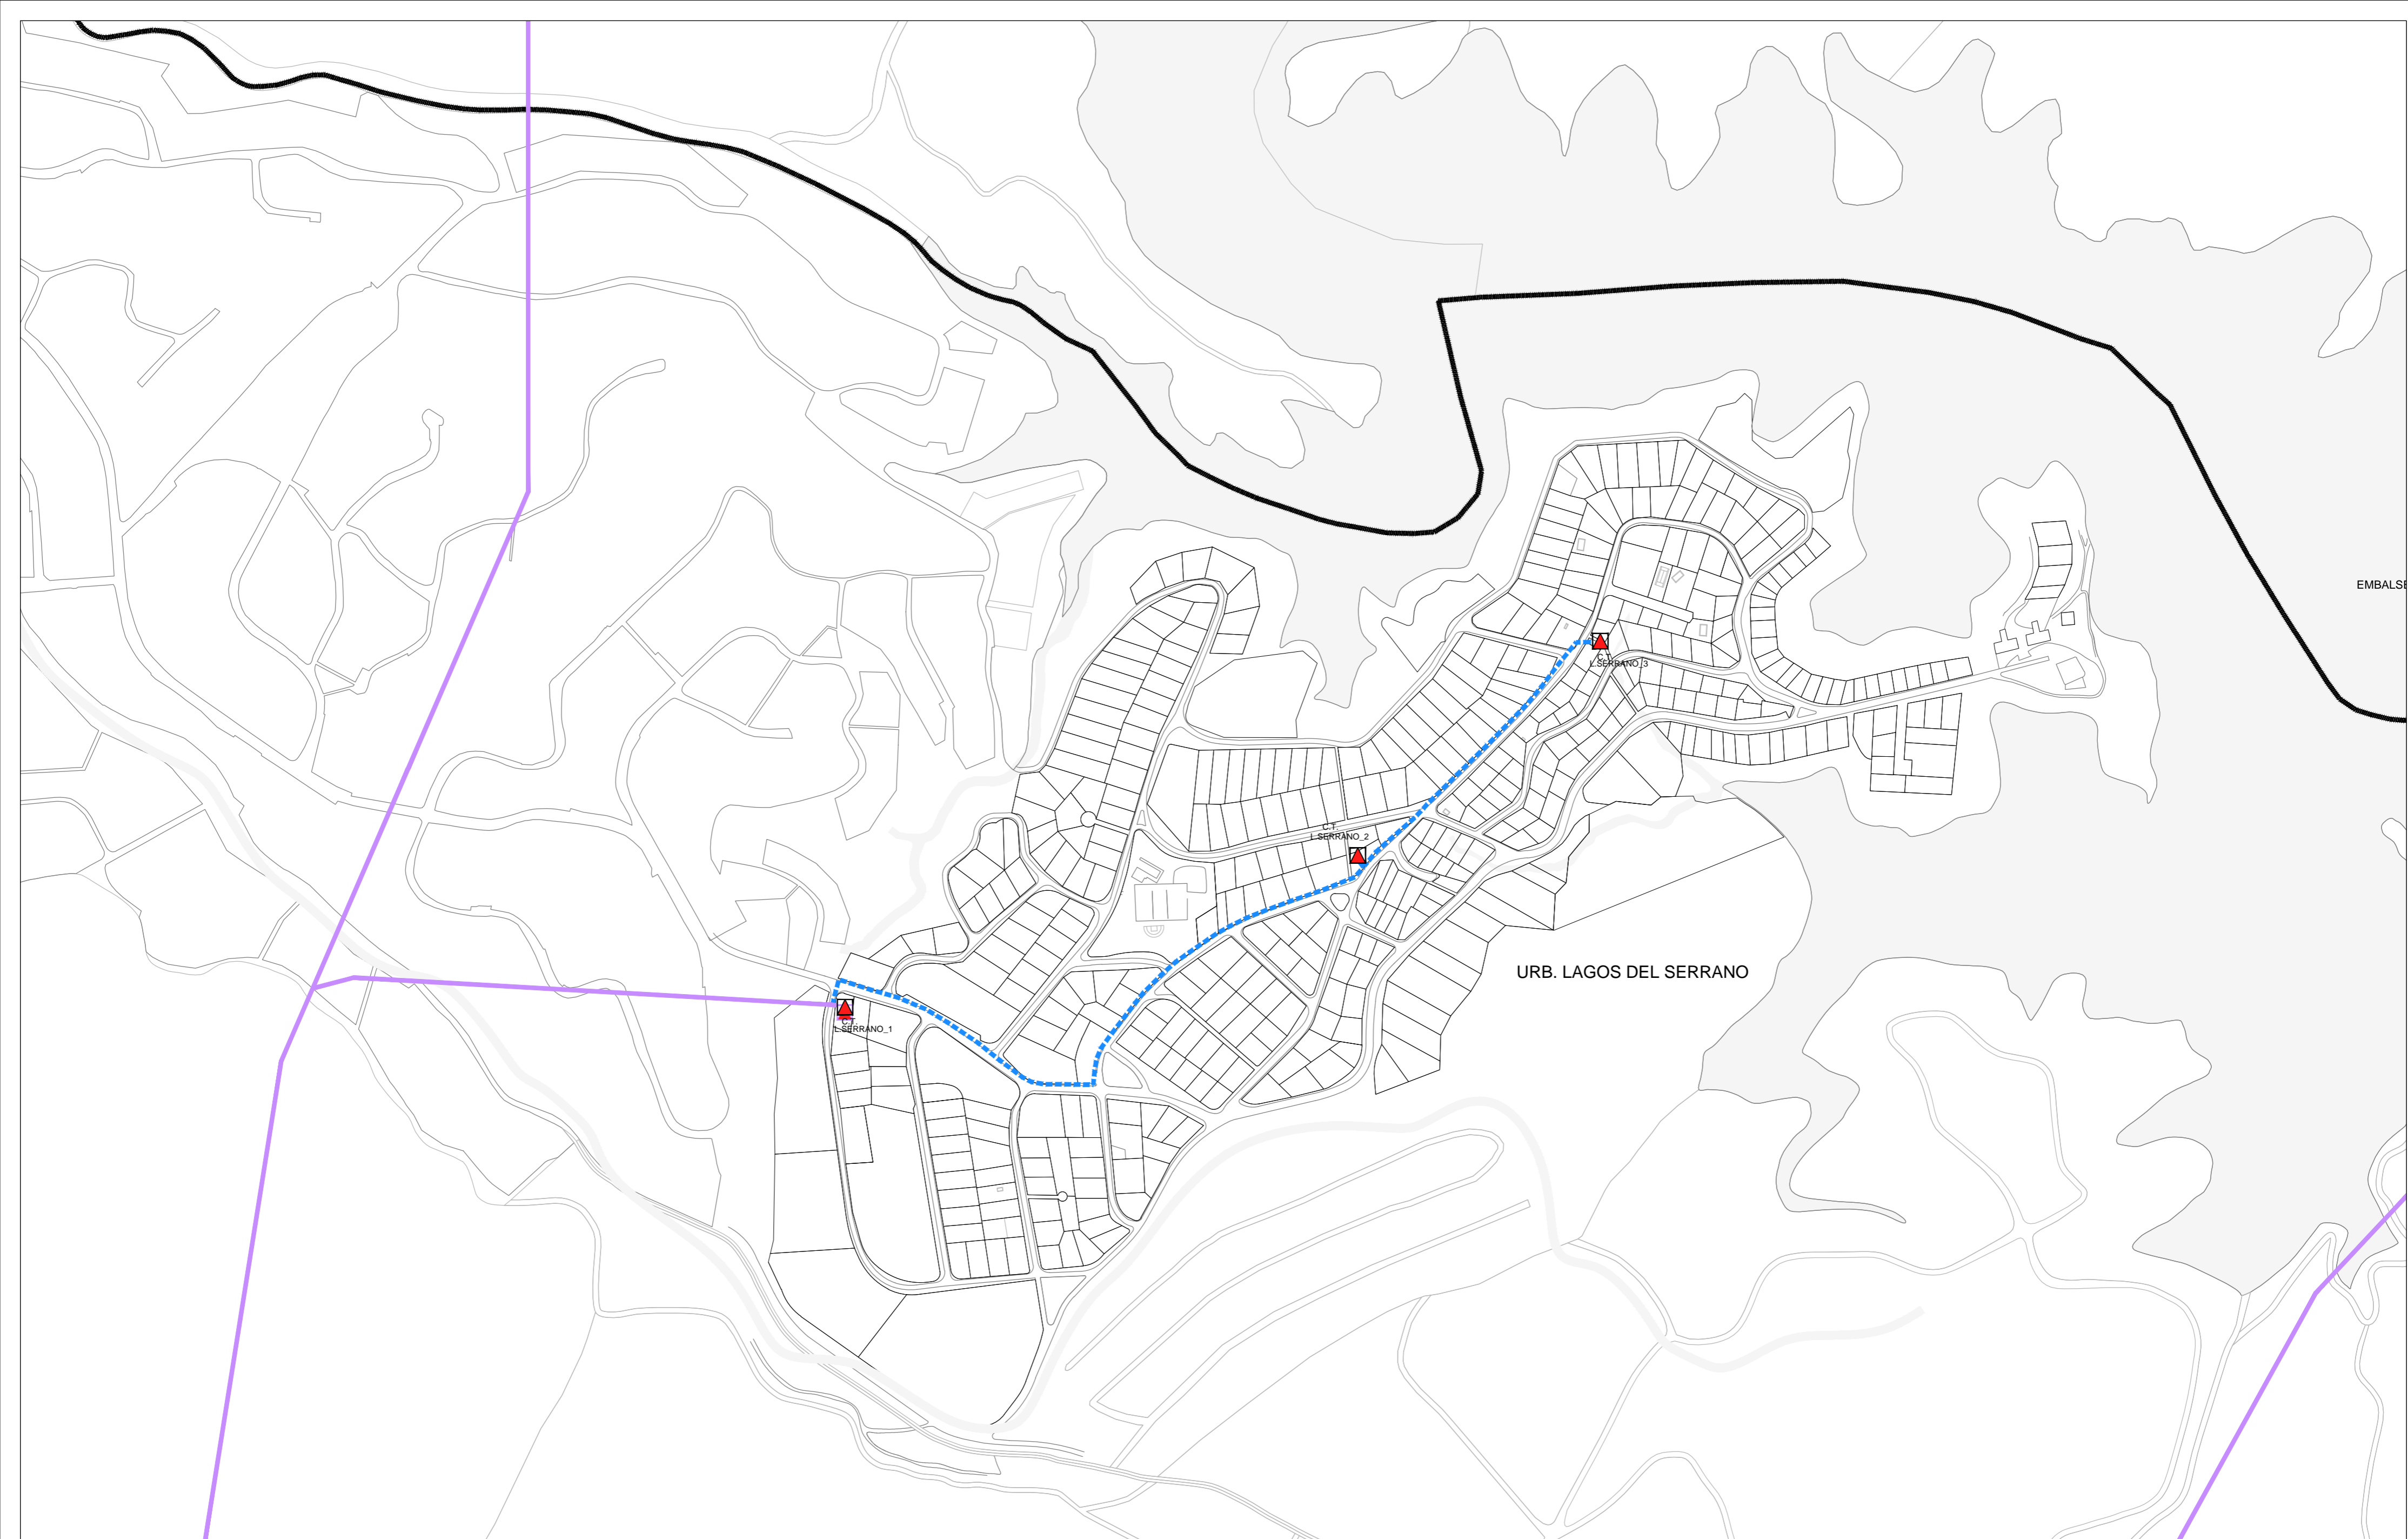 EMBALSE
C.T.
L.SERRANO_3
C.T.
L.SERRANO_2
URB. LAGOS DEL SERRANO
C.T.
L.SERRANO_1